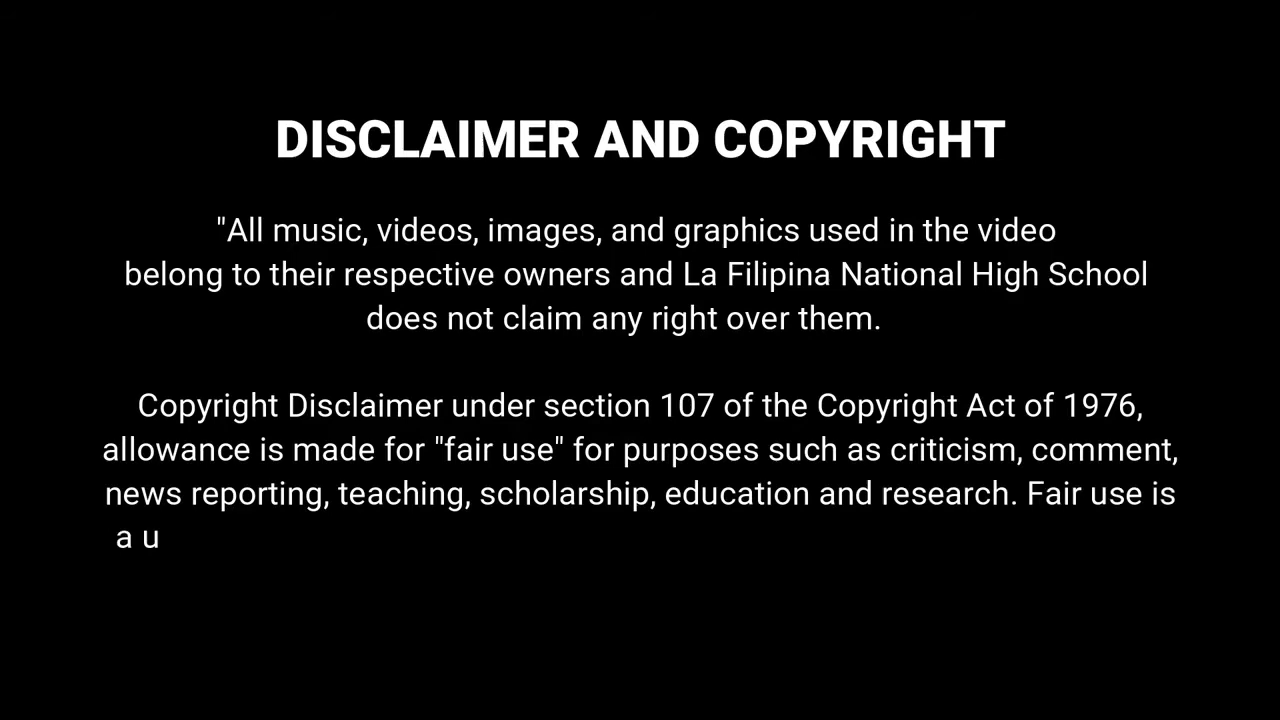 DISCLAIMER AND COPYRIGHT
"All music, videos, images, and graphics used in the video
belong to their respective owners and La Filipina National High School
does not claim any right over them.
Copyright Disclaimer under section 107 of the Copyright Act of 1976,
allowance is made for "fair use" for purposes such as criticism, comment,
news reporting, teaching, scholarship, education and research. Fair use is
a u